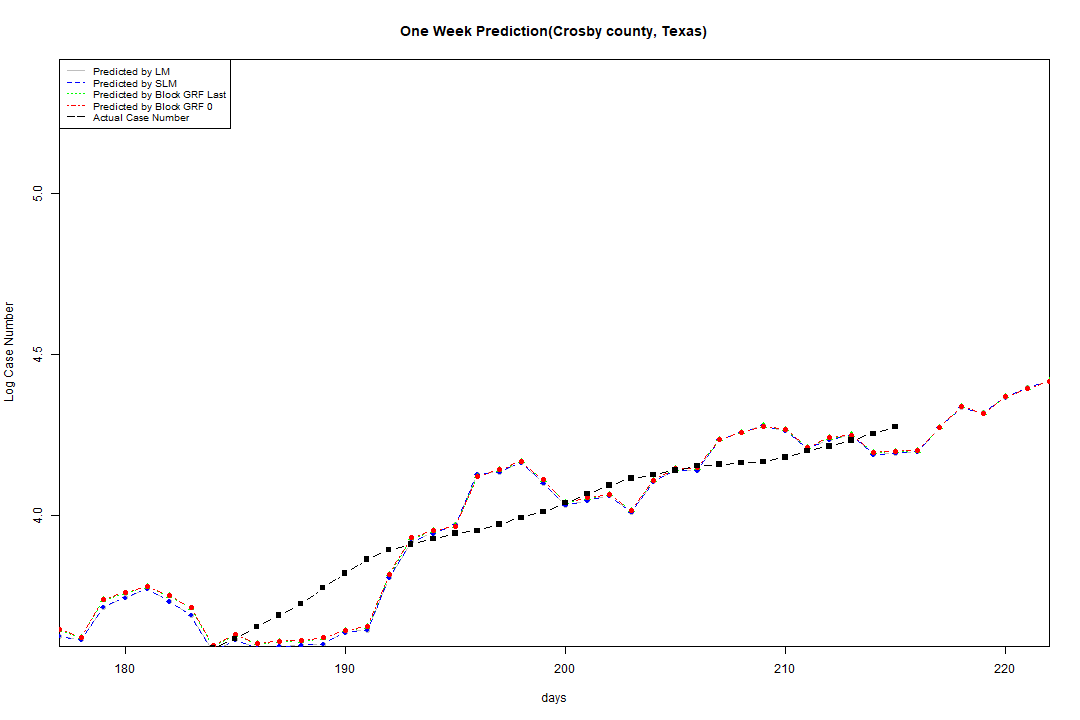 One Week Prediction(Crosby county, Texas)
Predicted by LM
Predicted by SLM
Predicted by Block GRF Last
Predicted by Block GRF 0
Actual Case Number
Log Case Number
5.0
4.5
4.0
180 190 200 210 220
days